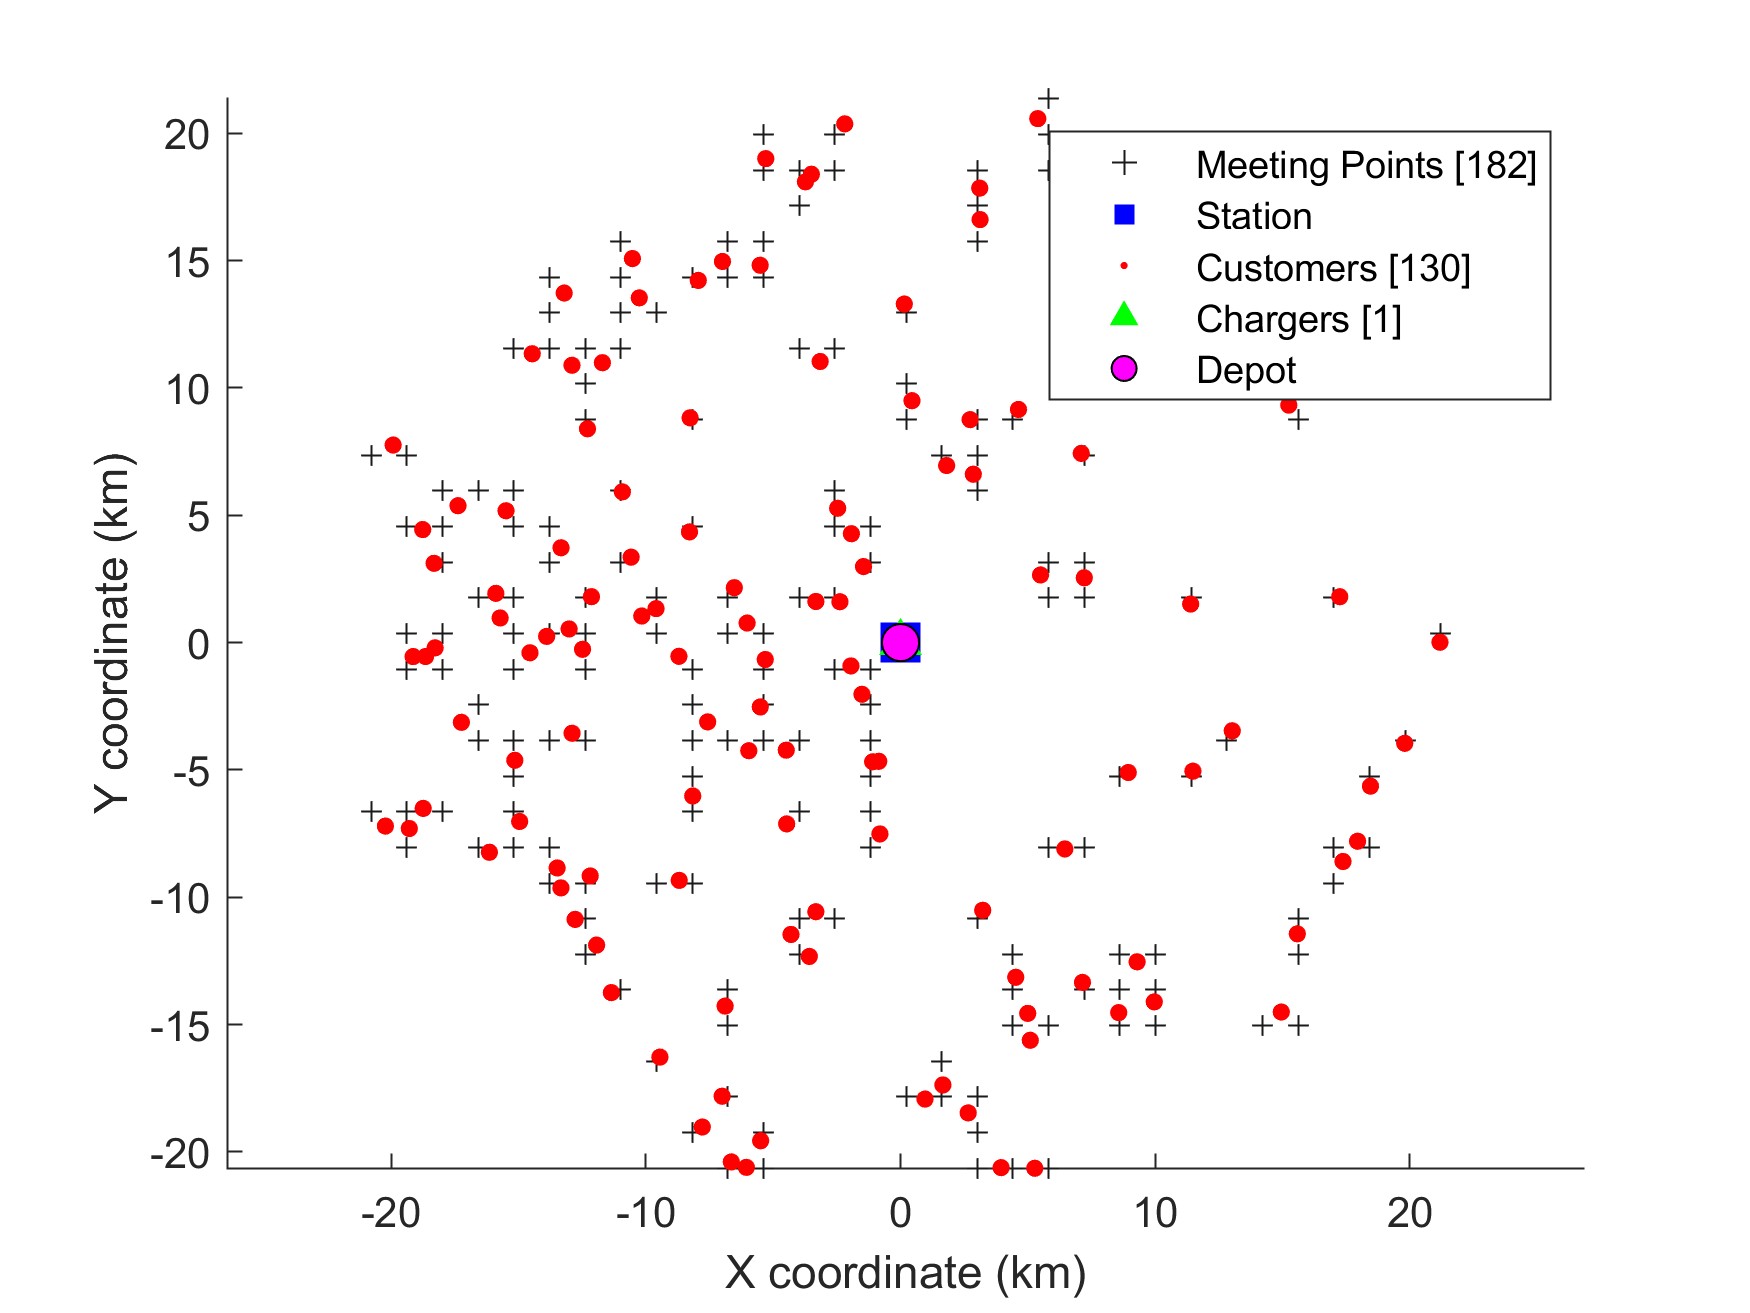 20
15
10
5
0
-5
-10
-15
-20
Y coordinate (km)
Meeting Points [182]
Station
Customers [130]
Chargers [1]
Depot
-20 -10 0 10 20
X coordinate (km)